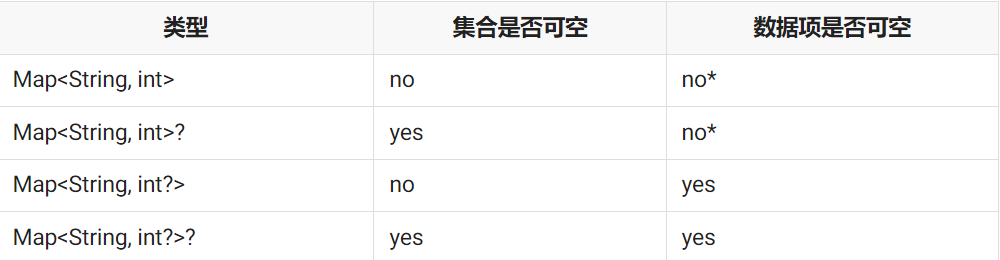 类型 集合是否可空 数据项是否可空
Map<String, int> no no*
Map<String, int>? yes no*
Map<String, int?> no yes
Map<String, int?>? yes yes